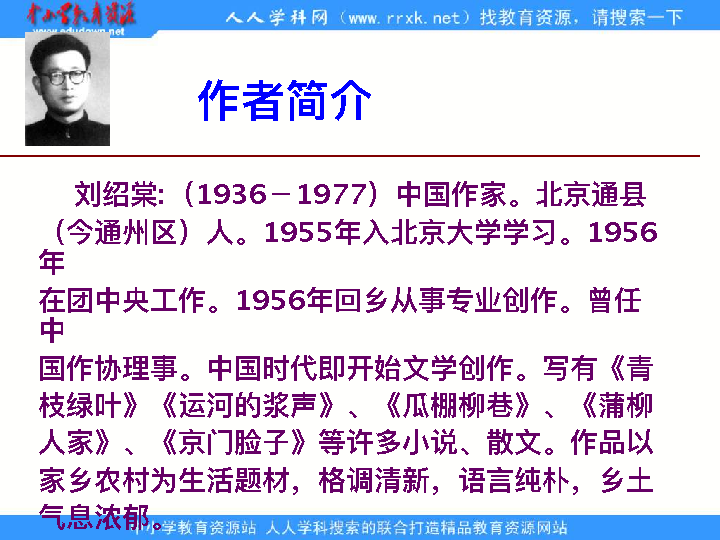 中小学教育资源
www.edudown.net
人人学科网（www.rrxk.net）找教育资源，请搜索一下
作者简介
刘绍棠:（1936－1977）中国作家。北京通县
（今通州区）人。1955年入北京大学学习。1956
年
在团中央工作。1956年回乡从事专业创作。曾任
中
国作协理事。中国时代即开始文学创作。写有《青
枝绿叶》《运河的浆声》、《瓜棚柳巷》、《蒲柳
人家》、《京门脸子》等许多小说、散文。作品以
家乡农村为生活题材，格调清新，语言纯朴，乡土
气息浓郁。
中小学教育资源站 人人学科搜索的联合打造精品教育资源网站